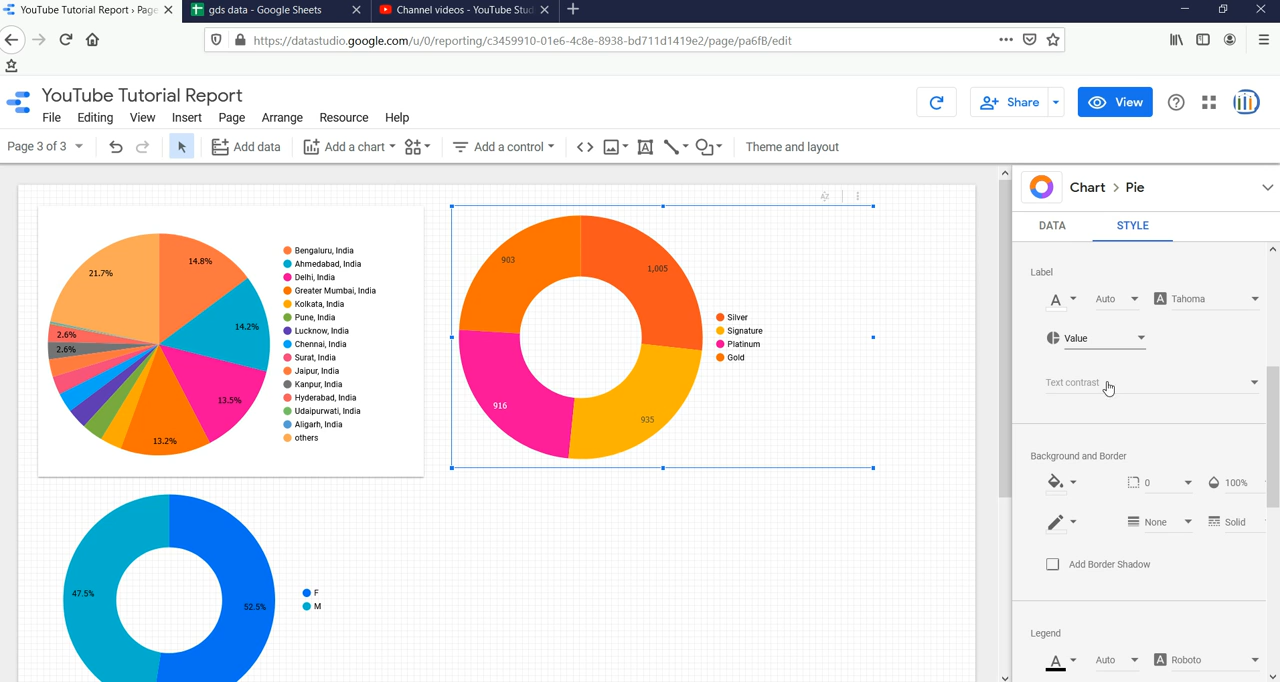 YouTube Tutorial Report › Page
gds data - Google Sheets
Channel videos - YouTube Stud
https://datastudio.google.com/u/0/reporting/c3459910-01e6-4c8e-8938-bd711d1419e2/page/pa6fB/edit
YouTube Tutorial Report
File Editing View Insert Page Arrange Resource Help
Share
View
Page 3 of 3
Add data
Add a chart
Add a control
Theme and layout
21.7%
14.8%
2.6%
2.6%
14.2%
13.5%
13.2%
Bengaluru, India
Ahmedabad, India
Delhi, India
Greater Mumbai, India
Kolkata, India
Pune, India
Lucknow, India
Chennai, India
Surat, India
Jaipur, India
Kanpur, India
Hyderabad, India
Udaipurwati, India
Aligarh, India
others
903
1,005
916
935
Silver
Signature
Platinum
Gold
47.5%
52.5%
F
M
Chart > Pie
DATA
STYLE
Label
A Auto A Tahoma
Value
Text contrast
Background and Border
0 100%
None Solid
Add Border Shadow
Legend
A Auto A Roboto